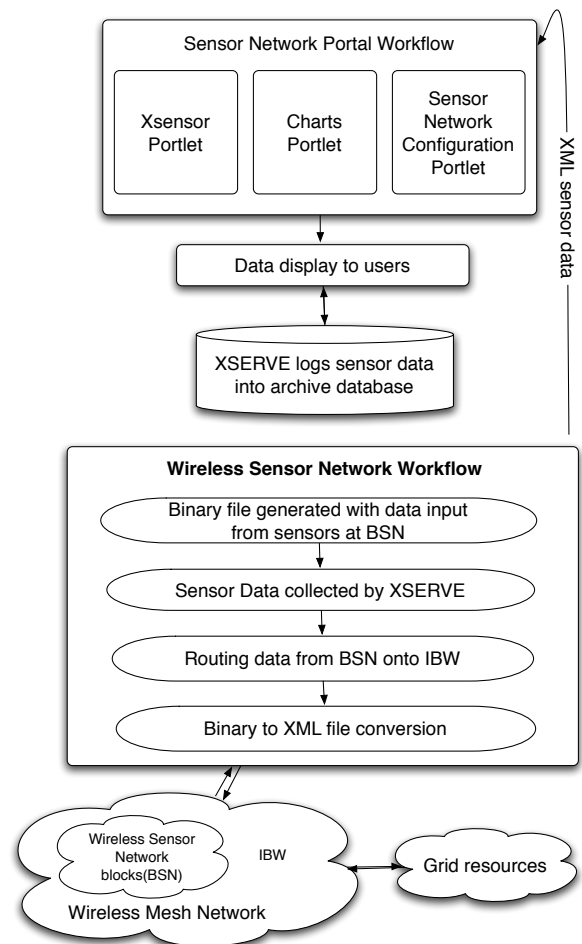 Sensor Network Portal Workflow
Xsensor
Portlet
Charts
Portlet
Sensor
Network
Configuration
Portlet
XML sensor data
Data display to users
XSERVE logs sensor data
into archive database
Wireless Sensor Network Workflow
Binary file generated with data input
from sensors at BSN
Sensor Data collected by XSERVE
Routing data from BSN onto IBW
Binary to XML file conversion
Wireless Sensor
Network
blocks(BSN)
IBW
Wireless Mesh Network
Grid resources